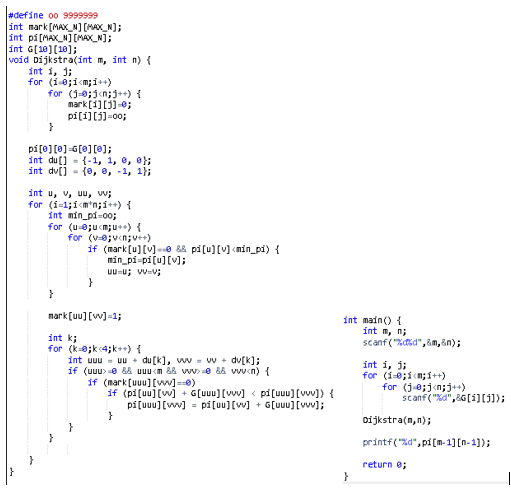 #define oo 9999999
int mark[MAX_N][MAX_N];
int pi[MAX_N][MAX_N];
int G[10][10];
void Dijkstra(int m, int n) {
int i, j;
for (i=0;i<m;i++)
for (j=0;j<n;j++) {
mark[i][j]=0;
pi[i][j]=oo;
}
pi[0][0]=G[0][0];
int du[] = {-1, 1, 0, 0};
int dv[] = {0, 0, -1, 1};
int u, v, uu, vv;
for (i=1;i<m*n;i++) {
int min_pi=oo;
for (u=0;u<m;u++) {
for (v=0;v<n;v++)
if (mark[u][v]==0 && pi[u][v]<min_pi) {
min_pi=pi[u][v];
uu=u; vv=v;
}
}
mark[uu][vv]=1;
int k;
for (k=0;k<4;k++) {
int uuu = uu + du[k], vvv = vv + dv[k];
if (uuu>=0 && uuu<m && vvv>=0 && vvv<n) {
if (mark[uuu][vvv]==0)
if (pi[uu][vv] + G[uuu][vvv] < pi[uuu][vvv]) {
pi[uuu][vvv] = pi[uu][vv] + G[uuu][vvv];
}
}
}
}
}
int main() {
int m, n;
scanf("%d%d",&m,&n);
int i, j;
for (i=0;i<m;i++)
for (j=0;j<n;j++)
scanf("%d",&G[i][j]);
Dijkstra(m,n);
printf("%d",pi[m-1][n-1]);
return 0;
}